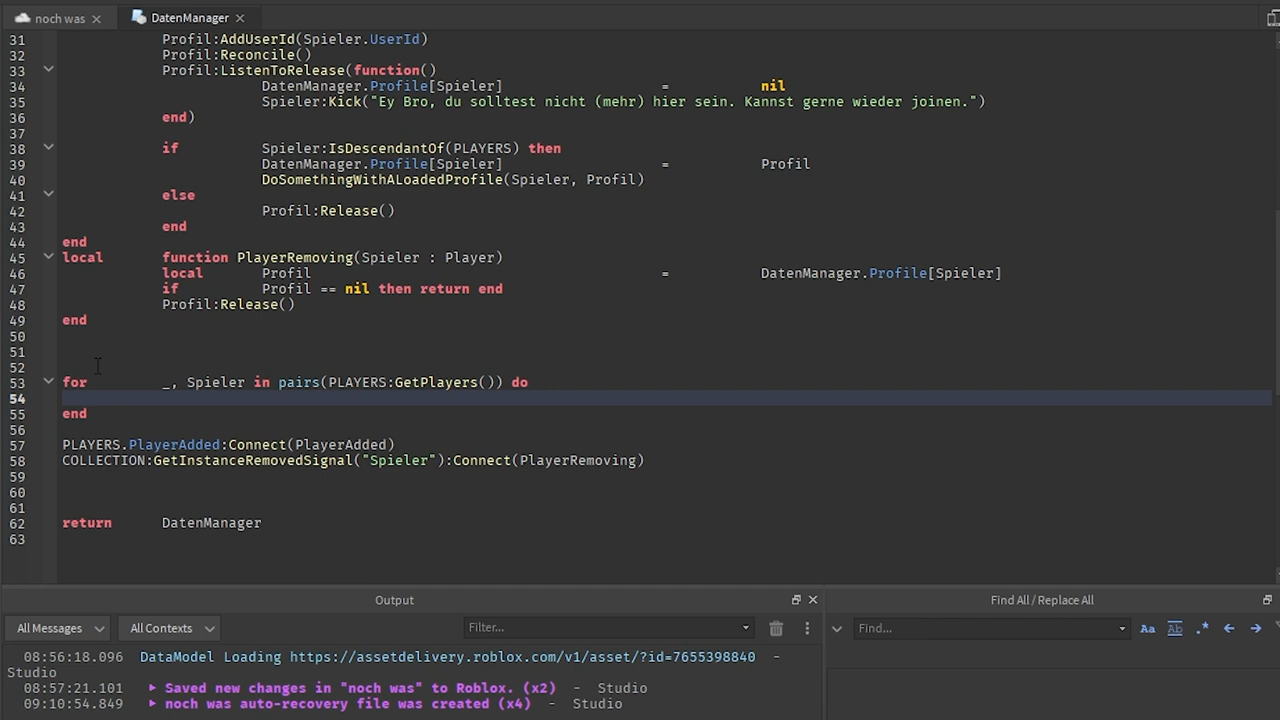 noch was
DatenManager
31 Profil:AddUserId(Spieler.UserId)
32 Profil:Reconcile()
33 Profil:ListenToRelease(function()
34 DatenManager.Profile[Spieler] = nil
35 Spieler:Kick("Ey Bro, du solltest nicht (mehr) hier sein. Kannst gerne wieder joinen.")
36 end)
37
38 if Spieler:IsDescendantOf(PLAYERS) then
39 DatenManager.Profile[Spieler] = Profil
40 DoSomethingWithALoadedProfile(Spieler, Profil)
41 else
42 Profil:Release()
43 end
44 end
45 local function PlayerRemoving(Spieler : Player)
46 local Profil = DatenManager.Profile[Spieler]
47 if Profil == nil then return end
48 Profil:Release()
49 end
50
51
52
53 for _, Spieler in pairs(PLAYERS:GetPlayers()) do
54
55 end
56
57 PLAYERS.PlayerAdded:Connect(PlayerAdded)
58 COLLECTION:GetInstanceRemovedSignal("Spieler"):Connect(PlayerRemoving)
59
60
61
62 return DatenManager
63
Output
Find All / Replace All
All Messages All Contexts Filter...
Find... Aa Ab .*
08:56:18.096 DataModel Loading https://assetdelivery.roblox.com/v1/asset/?id=7655398840 -
Studio
08:57:21.101 Saved new changes in "noch was" to Roblox. (x2) - Studio
09:10:54.849 noch was auto-recovery file was created (x4) - Studio